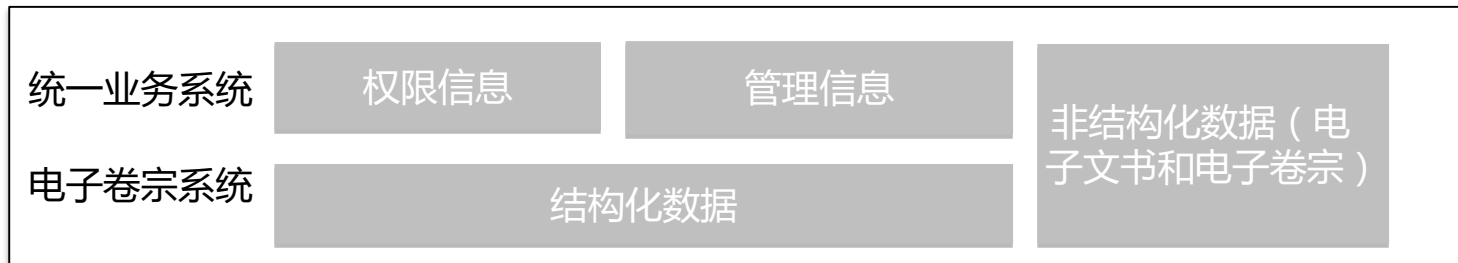 统一业务系统
权限信息
管理信息
非结构化数据（电
子文书和电子卷宗）
电子卷宗系统
结构化数据